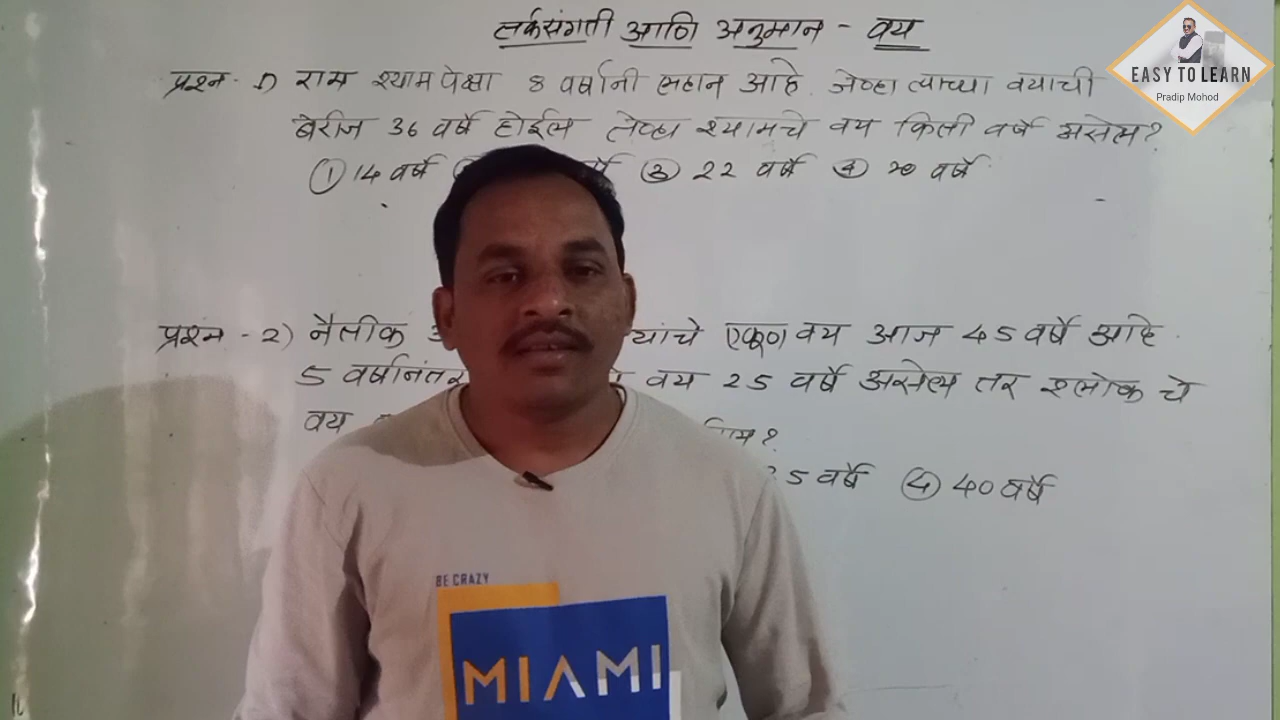 तर्कसंगती आणि अनुमान - वय
EASY TO LEARN
Pradip Mohod
प्रश्न - 1) राम श्याम पेक्षा 8 वर्षांनी लहान आहे. जेव्हा त्याच्या वयाची
बेरीज 36 वर्षे होईल तेव्हा श्यामचे वय किती वर्षे असेल?
① 14 वर्षे ③ 22 वर्षे ④ 20 वर्षे
प्रश्न - 2) नैतीक यांचे एकूण वय आज 45 वर्षे आहे.
5 वर्षानंतर वय 25 वर्षे असेल तर श्लोक चे
वय
5 वर्षे ④ 40 वर्षे
BE CRAZY
MIAMI